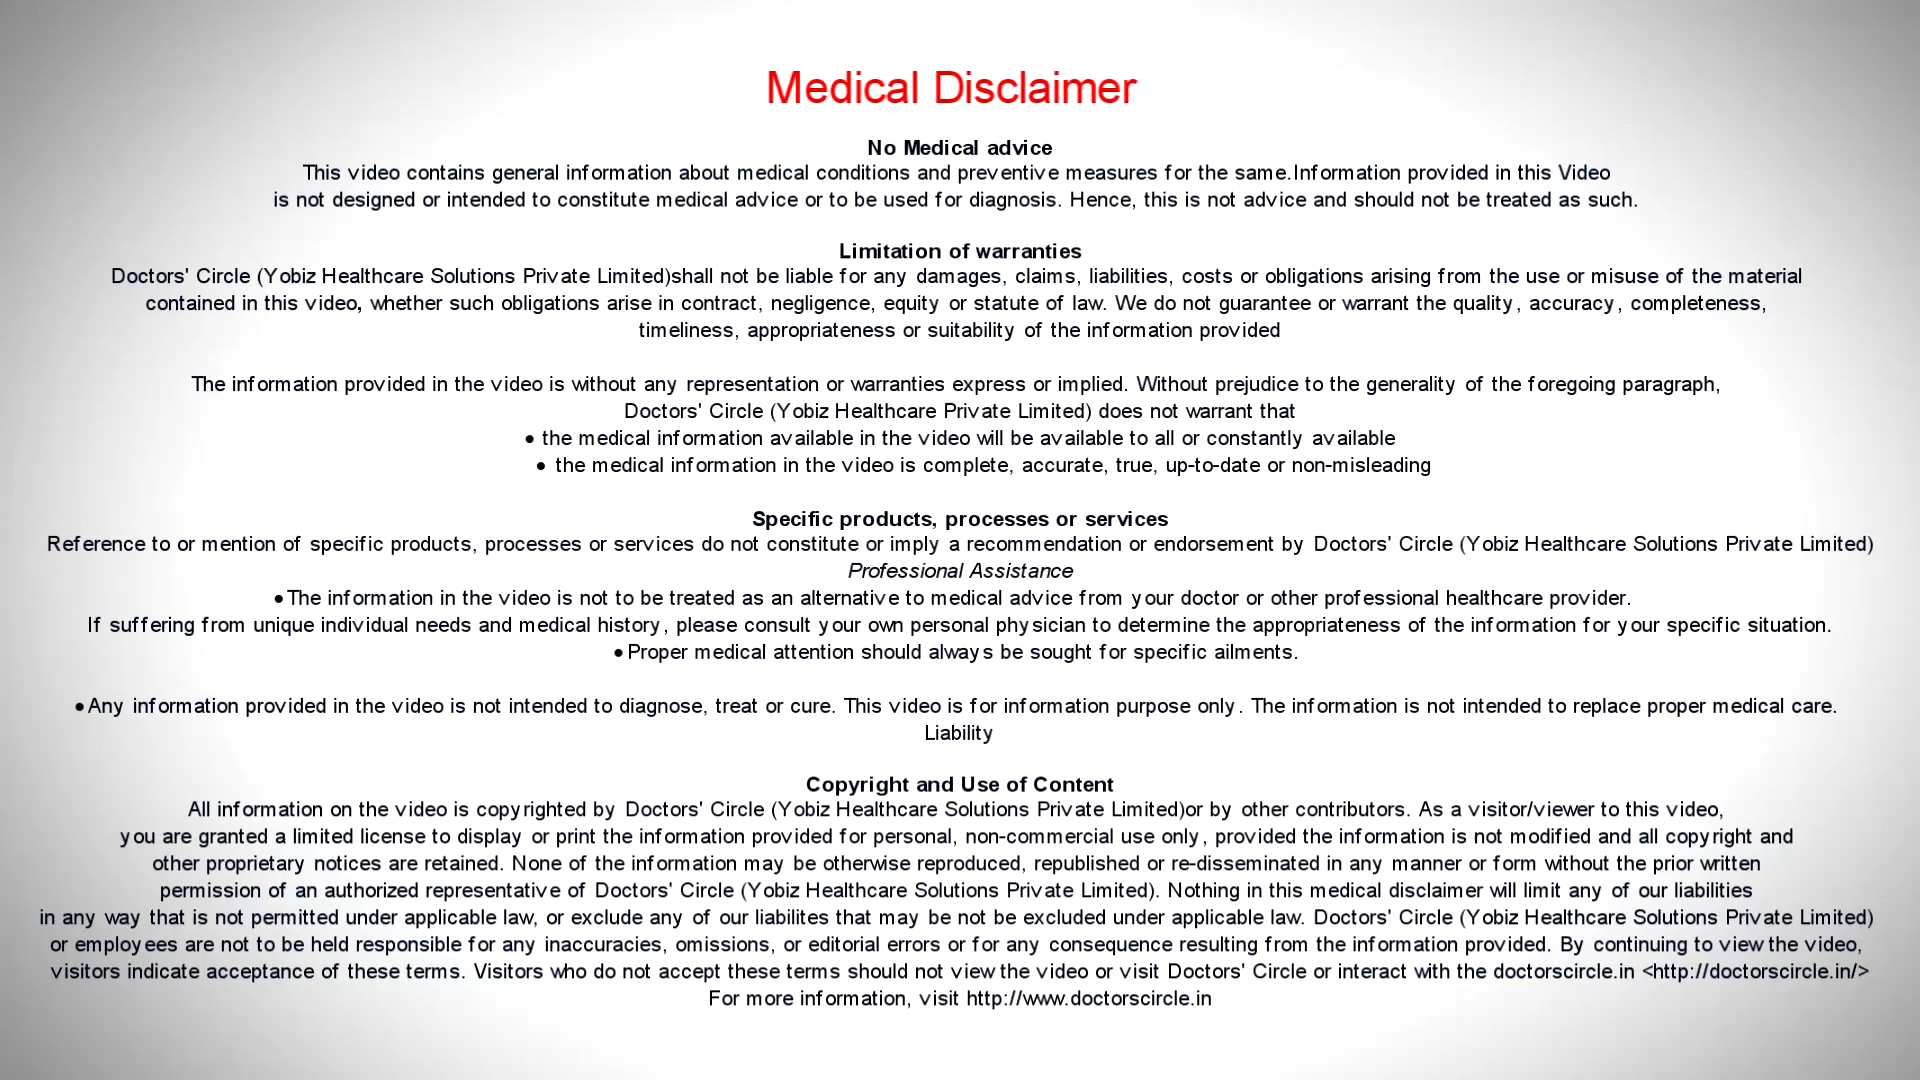 Medical Disclaimer
No Medical advice
This video contains general information about medical conditions and preventive measures for the same.Information provided in this Video
is not designed or intended to constitute medical advice or to be used for diagnosis. Hence, this is not advice and should not be treated as such.
Limitation of warranties
Doctors' Circle (Yobiz Healthcare Solutions Private Limited)shall not be liable for any damages, claims, liabilities, costs or obligations arising from the use or misuse of the material
contained in this video, whether such obligations arise in contract, negligence, equity or statute of law. We do not guarantee or warrant the quality, accuracy, completeness,
timeliness, appropriateness or suitability of the information provided
The information provided in the video is without any representation or warranties express or implied. Without prejudice to the generality of the foregoing paragraph,
Doctors' Circle (Yobiz Healthcare Private Limited) does not warrant that
• the medical information available in the video will be available to all or constantly available
• the medical information in the video is complete, accurate, true, up-to-date or non-misleading
Specific products, processes or services
Reference to or mention of specific products, processes or services do not constitute or imply a recommendation or endorsement by Doctors' Circle (Yobiz Healthcare Solutions Private Limited)
Professional Assistance
•The information in the video is not to be treated as an alternative to medical advice from your doctor or other professional healthcare provider.
If suffering from unique individual needs and medical history, please consult your own personal physician to determine the appropriateness of the information for your specific situation.
•Proper medical attention should always be sought for specific ailments.
•Any information provided in the video is not intended to diagnose, treat or cure. This video is for information purpose only. The information is not intended to replace proper medical care.
Liability
Copyright and Use of Content
All information on the video is copyrighted by Doctors' Circle (Yobiz Healthcare Solutions Private Limited)or by other contributors. As a visitor/viewer to this video,
you are granted a limited license to display or print the information provided for personal, non-commercial use only, provided the information is not modified and all copyright and
other proprietary notices are retained. None of the information may be otherwise reproduced, republished or re-disseminated in any manner or form without the prior written
permission of an authorized representative of Doctors' Circle (Yobiz Healthcare Solutions Private Limited). Nothing in this medical disclaimer will limit any of our liabilities
in any way that is not permitted under applicable law, or exclude any of our liabilites that may be not be excluded under applicable law. Doctors' Circle (Yobiz Healthcare Solutions Private Limited)
or employees are not to be held responsible for any inaccuracies, omissions, or editorial errors or for any consequence resulting from the information provided. By continuing to view the video,
visitors indicate acceptance of these terms. Visitors who do not accept these terms should not view the video or visit Doctors' Circle or interact with the doctorscircle.in <http://doctorscircle.in/>
For more information, visit http://www.doctorscircle.in